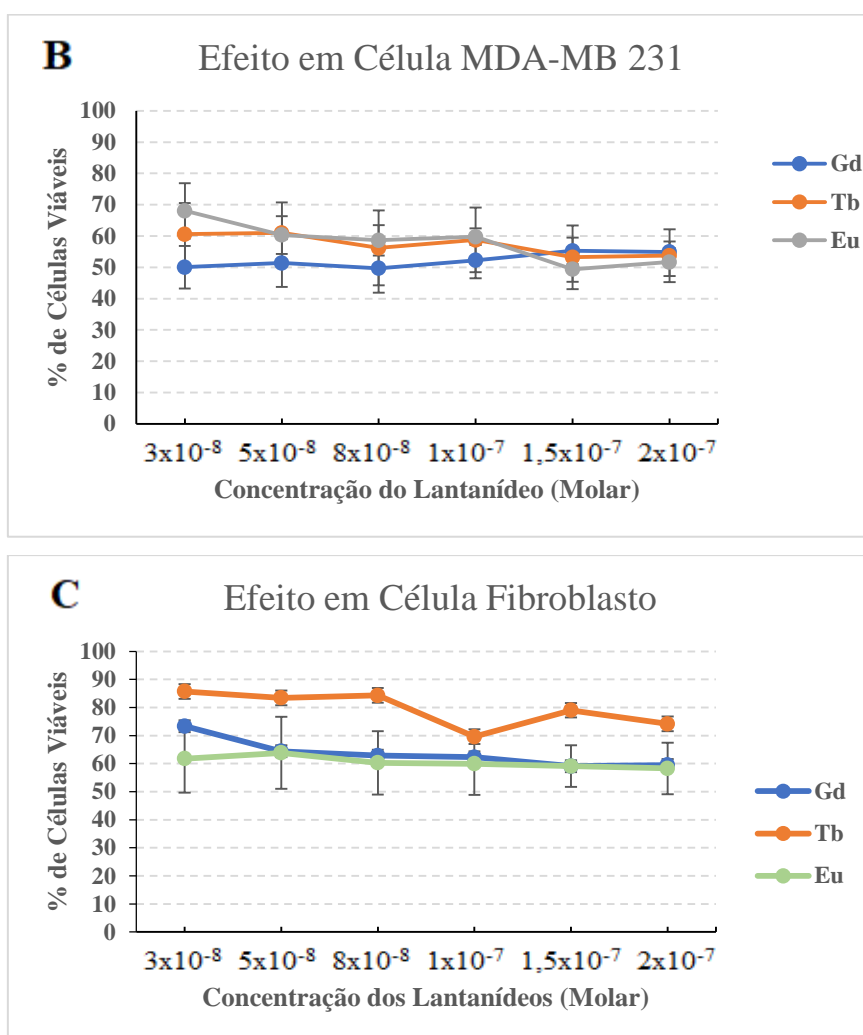 B
Efeito em Célula MDA-MB 231
% de Células Viáveis
100
90
80
70
60
50
40
30
20
10
0
3x10⁻⁸ 5x10⁻⁸ 8x10⁻⁸ 1x10⁻⁷ 1,5x10⁻⁷ 2x10⁻⁷
Concentração do Lantanídeo (Molar)
Gd
Tb
Eu
C
Efeito em Célula Fibroblasto
% de Células Viáveis
100
90
80
70
60
50
40
30
20
10
0
3x10⁻⁸ 5x10⁻⁸ 8x10⁻⁸ 1x10⁻⁷ 1,5x10⁻⁷ 2x10⁻⁷
Concentração dos Lantanídeos (Molar)
Gd
Tb
Eu